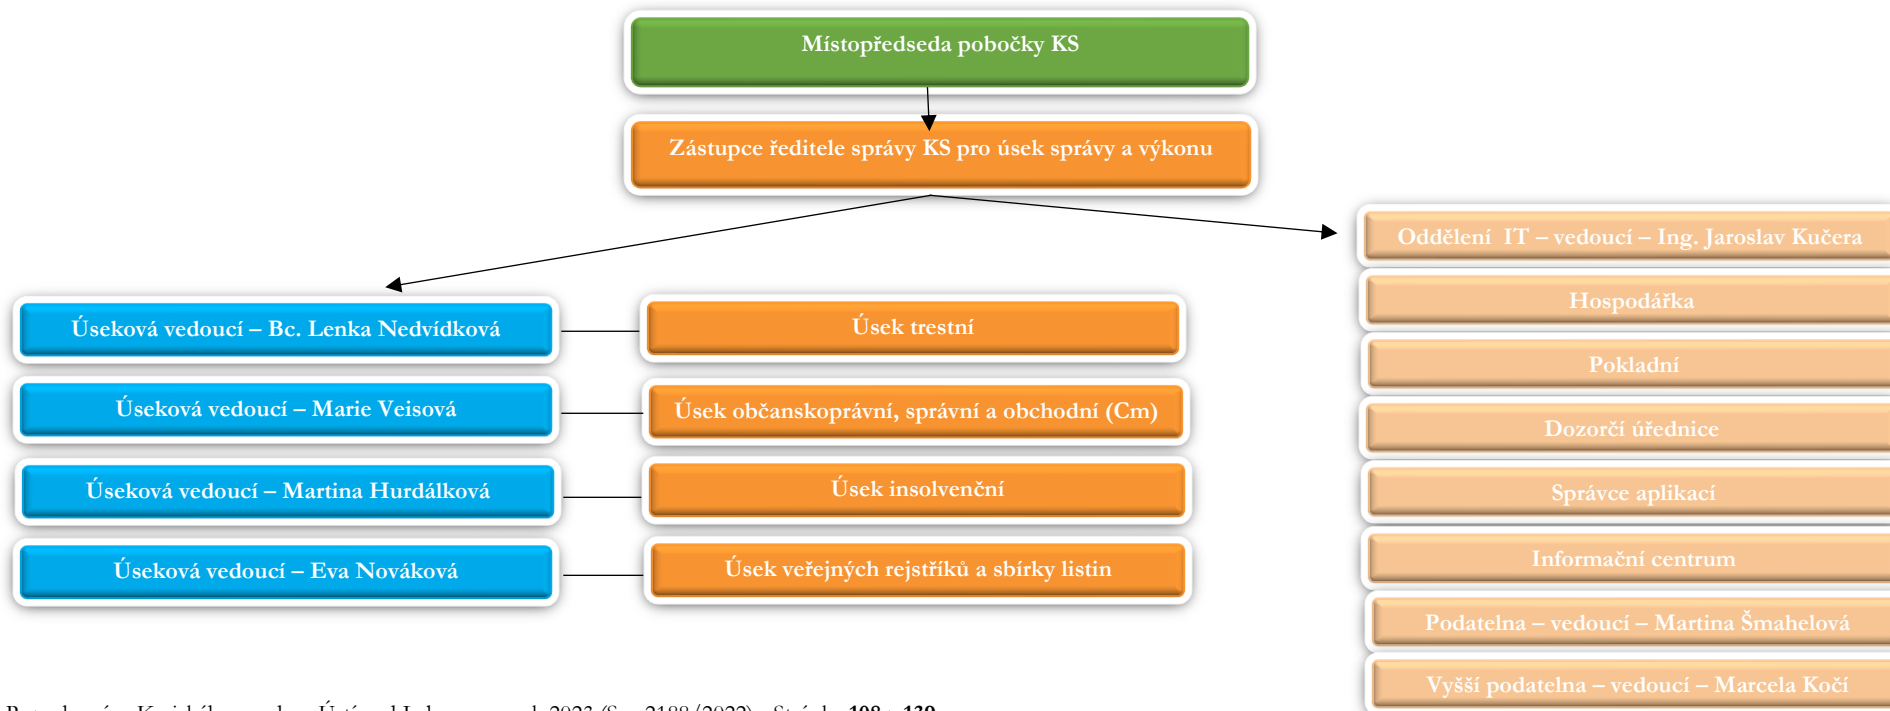 Místopředseda pobočky KS
Zástupce ředitele správy KS pro úsek správy a výkonu
Úseková vedoucí – Bc. Lenka Nedvídková
Úsek trestní
Úseková vedoucí – Marie Veisová
Úsek občanskoprávní, správní a obchodní (Cm)
Úseková vedoucí – Martina Hurdálková
Úsek insolvenční
Úseková vedoucí – Eva Nováková
Úsek veřejných rejstříků a sbírky listin
Oddělení IT – vedoucí – Ing. Jaroslav Kučera
Hospodářka
Pokladní
Dozorčí úřednice
Správce aplikací
Informační centrum
Podatelna – vedoucí – Martina Šmahelová
Vyšší podatelna – vedoucí – Marcela Kočí